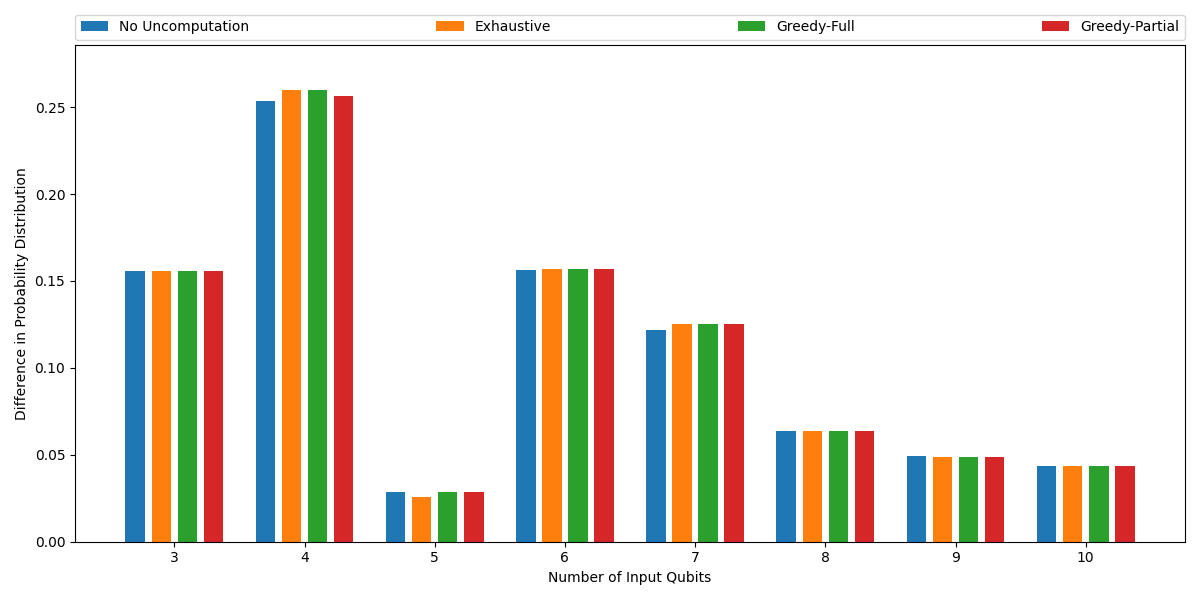 No Uncomputation Exhaustive Greedy-Full Greedy-Partial
Difference in Probability Distribution
0.25
0.20
0.15
0.10
0.05
0.00
3 4 5 6 7 8 9 10
Number of Input Qubits